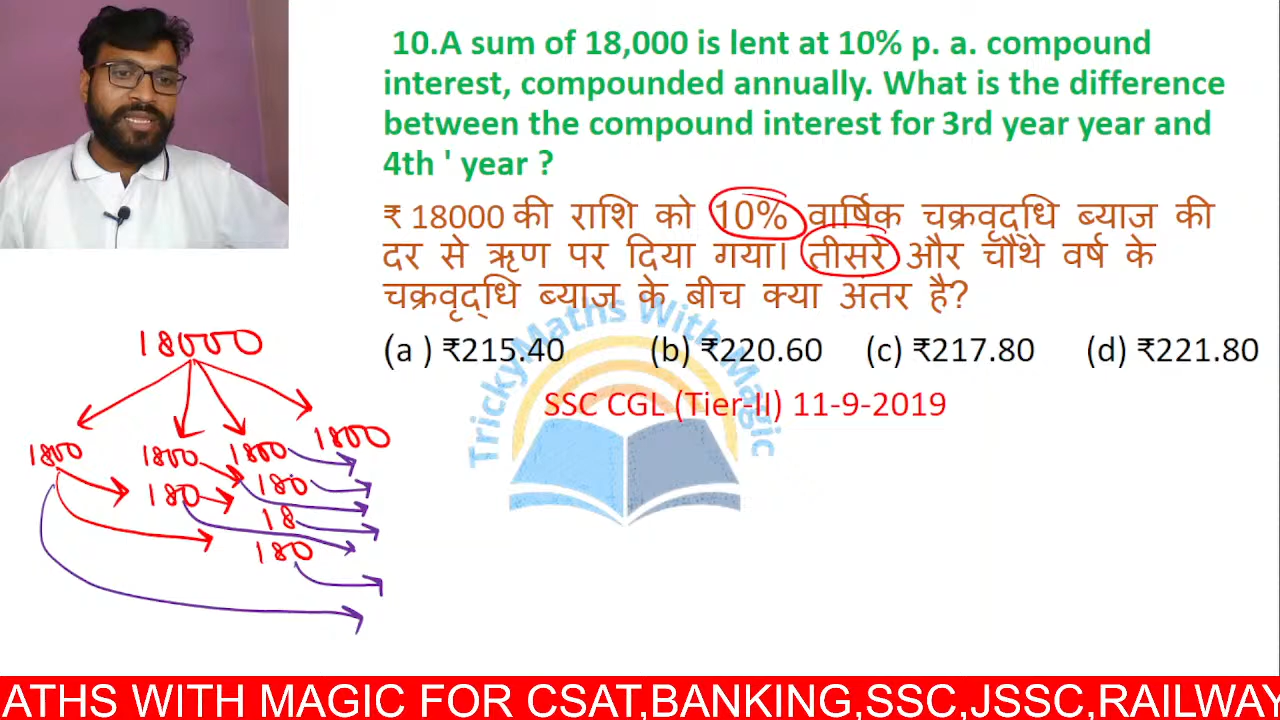 10.A sum of 18,000 is lent at 10% p. a. compound
interest, compounded annually. What is the difference
between the compound interest for 3rd year year and
4th ' year ?
₹ 18000 की राशि को 10% वार्षिक चक्रवृद्धि ब्याज की
दर से ऋण पर दिया गया। तीसरे और चौथे वर्ष के
चक्रवृद्धि ब्याज के बीच क्या अंतर है?
(a ) ₹215.40 (b) ₹220.60 (c) ₹217.80 (d) ₹221.80
SSC CGL (Tier-II) 11-9-2019
TrickyMaths With Magic
18000
1800 1800 1800 1800
180 180
18
180
ATHS WITH MAGIC FOR CSAT,BANKING,SSC,JSSC,RAILWAY